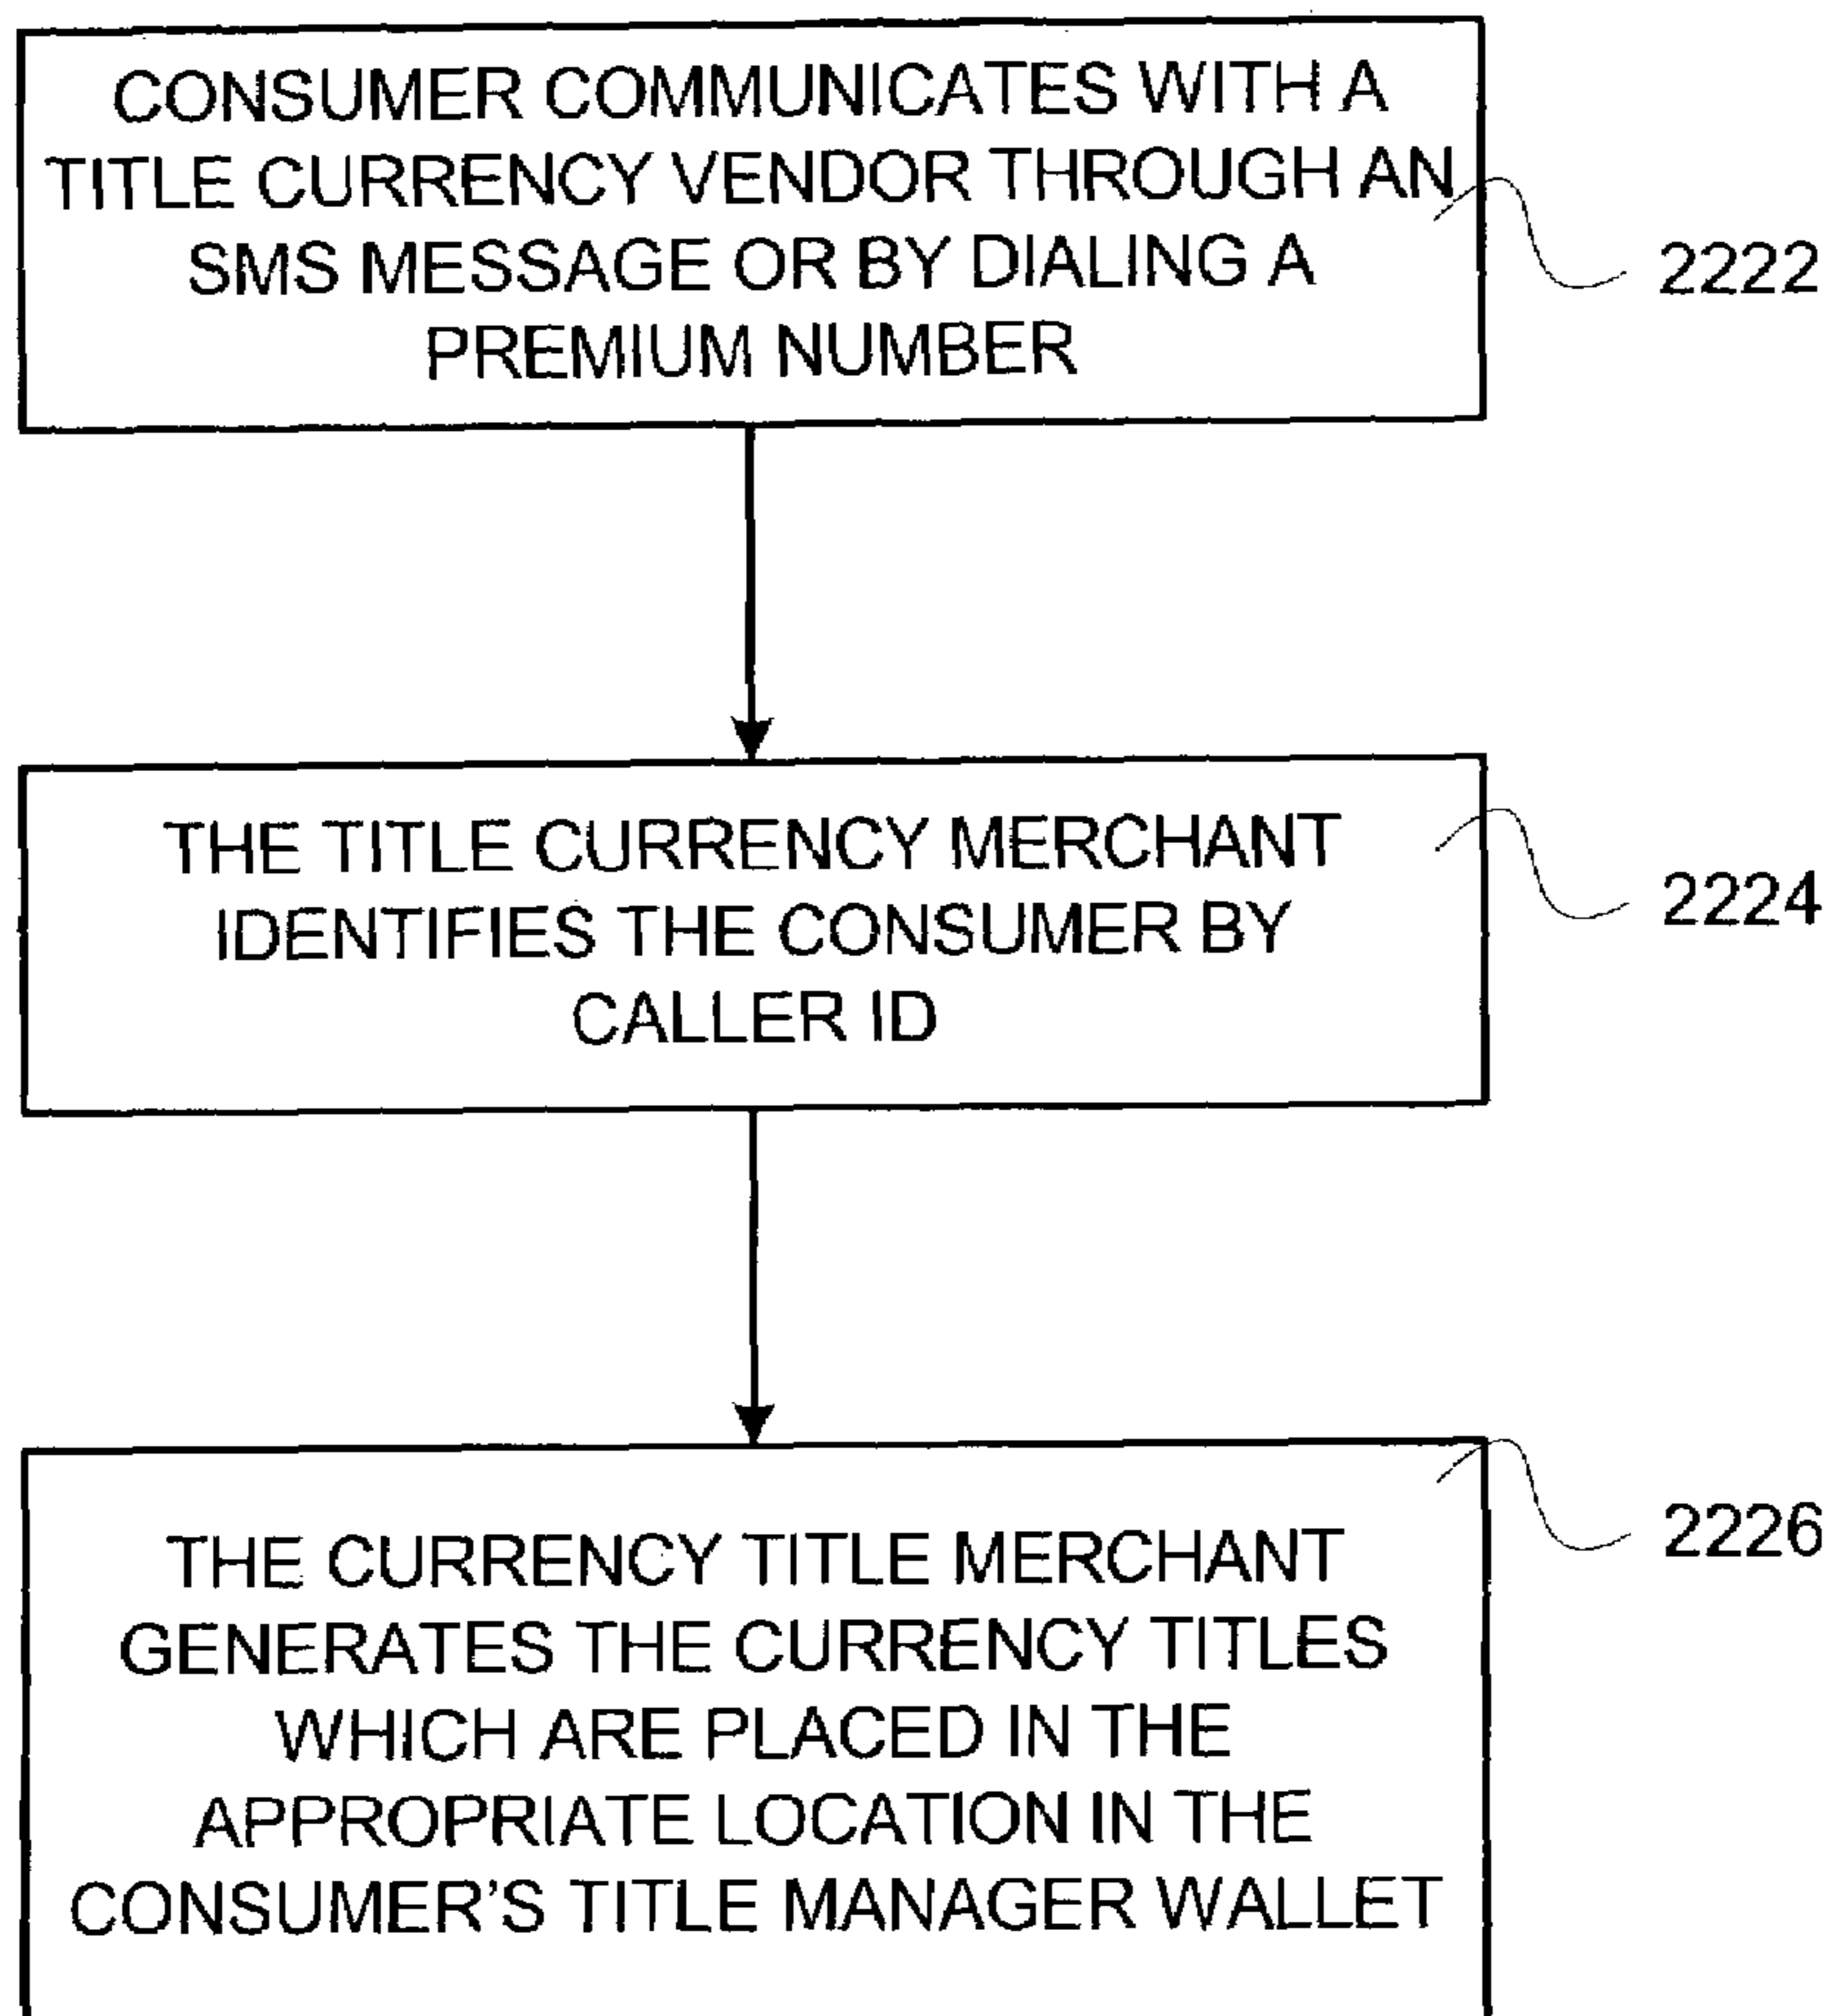 CONSUMER COMMUNICATES WITH A
TITLE CURRENCY VENDOR THROUGH AN
SMS MESSAGE OR BY DIALING A
PREMIUM NUMBER
2222
THE TITLE CURRENCY MERCHANT
IDENTIFIES THE CONSUMER BY
CALLER ID
2224
THE CURRENCY TITLE MERCHANT
GENERATES THE CURRENCY TITLES
WHICH ARE PLACED IN THE
APPROPRIATE LOCATION IN THE
CONSUMER'S TITLE MANAGER WALLET
2226